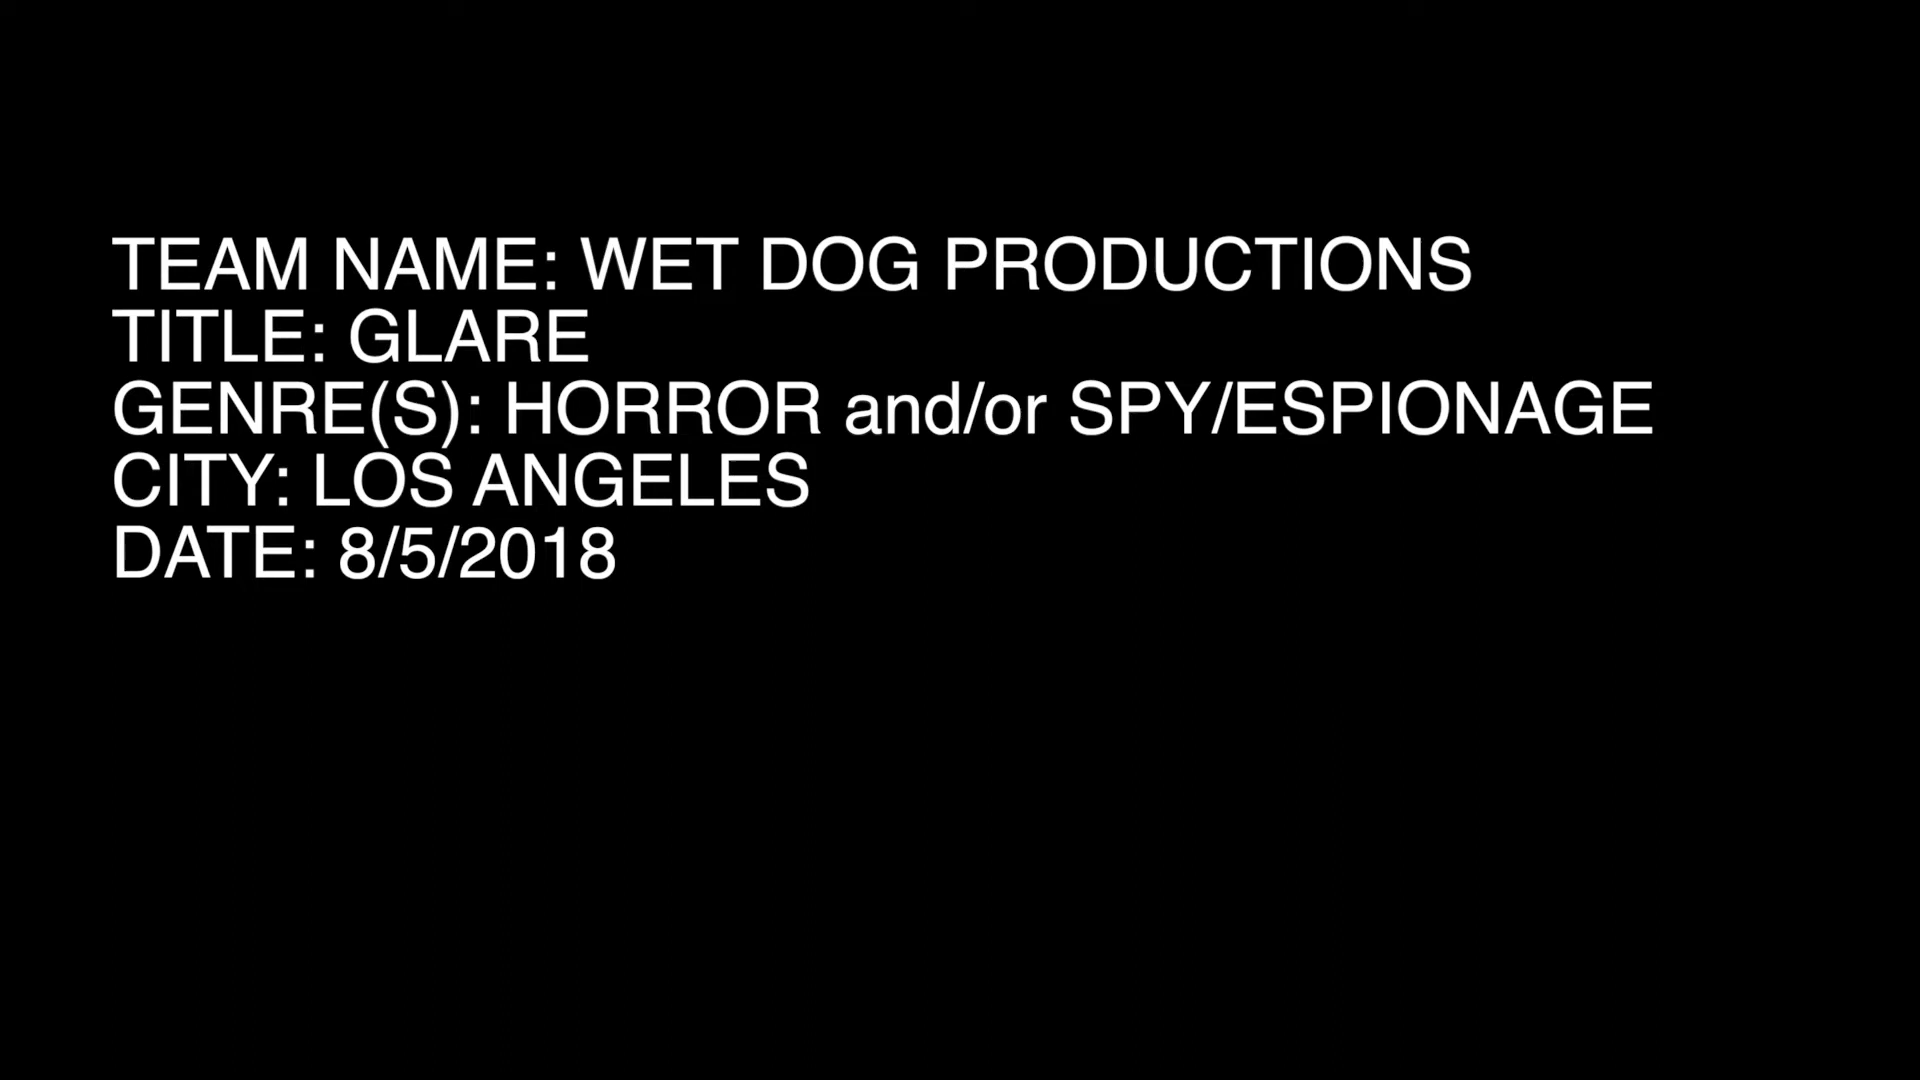 TEAM NAME: WET DOG PRODUCTIONS
TITLE: GLARE
GENRE(S): HORROR and/or SPY/ESPIONAGE
CITY: LOS ANGELES
DATE: 8/5/2018